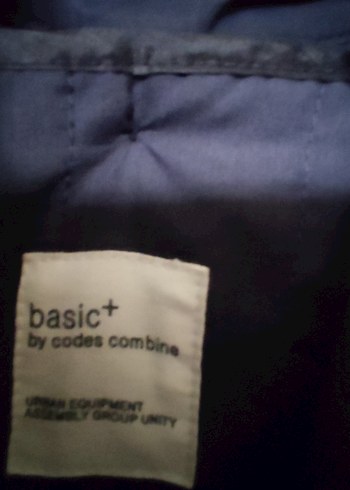 basic+
by codes combine
URBAN EQUIPMENT
ASSEMBLY GROUP UNITY